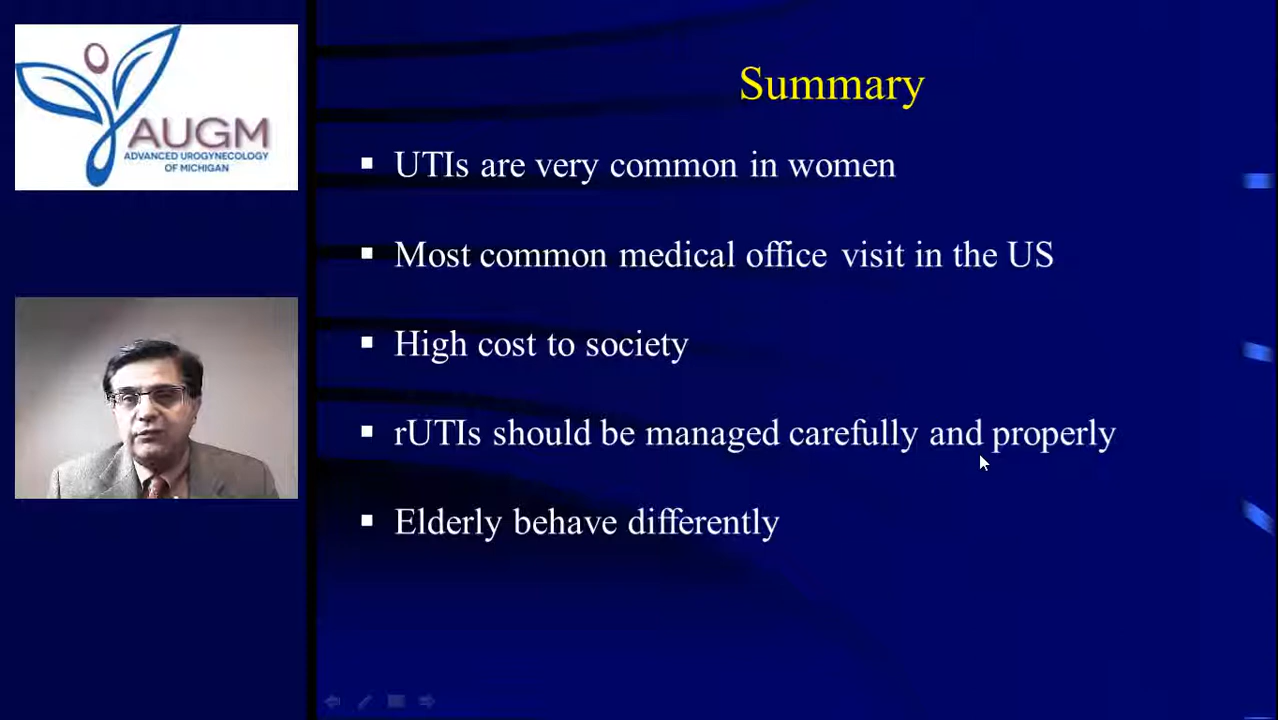 AUGM
ADVANCED UROGYNECOLOGY
OF MICHIGAN
Summary
UTIs are very common in women
Most common medical office visit in the US
High cost to society
rUTIs should be managed carefully and properly
Elderly behave differently